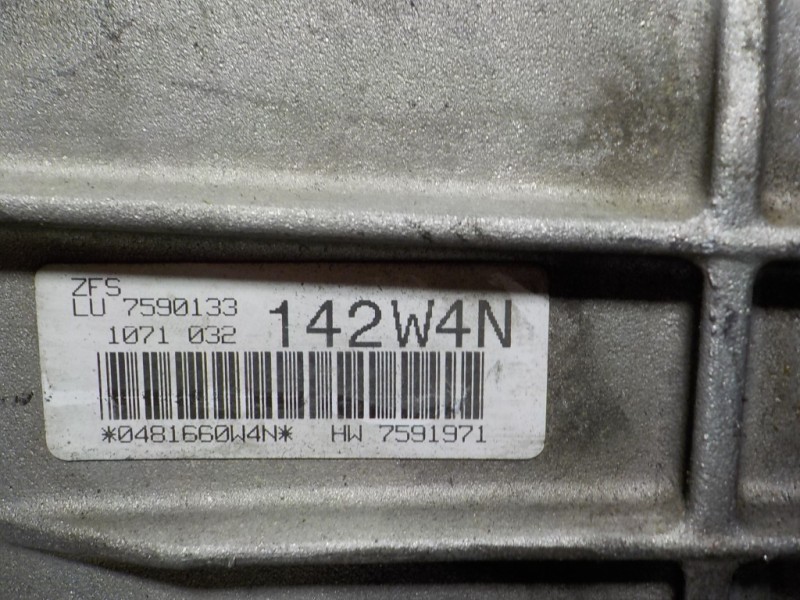 ZFS
LU 7590133
1071 032 142W4N
*0481660W4N* HW 7591971